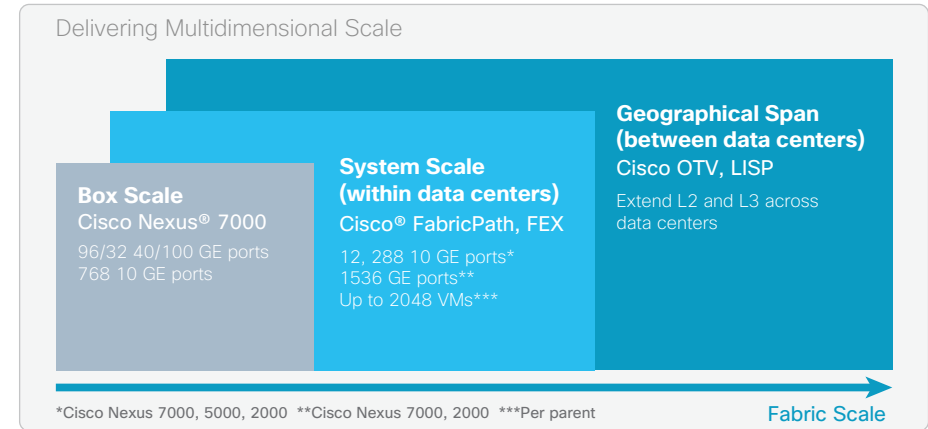 Delivering Multidimensional Scale
Box Scale
Cisco Nexus® 7000
96/32 40/100 GE ports
768 10 GE ports
System Scale
(within data centers)
Cisco® FabricPath, FEX
12, 288 10 GE ports*
1536 GE ports**
Up to 2048 VMs***
Geographical Span
(between data centers)
Cisco OTV, LISP
Extend L2 and L3 across
data centers
*Cisco Nexus 7000, 5000, 2000 **Cisco Nexus 7000, 2000 ***Per parent
Fabric Scale